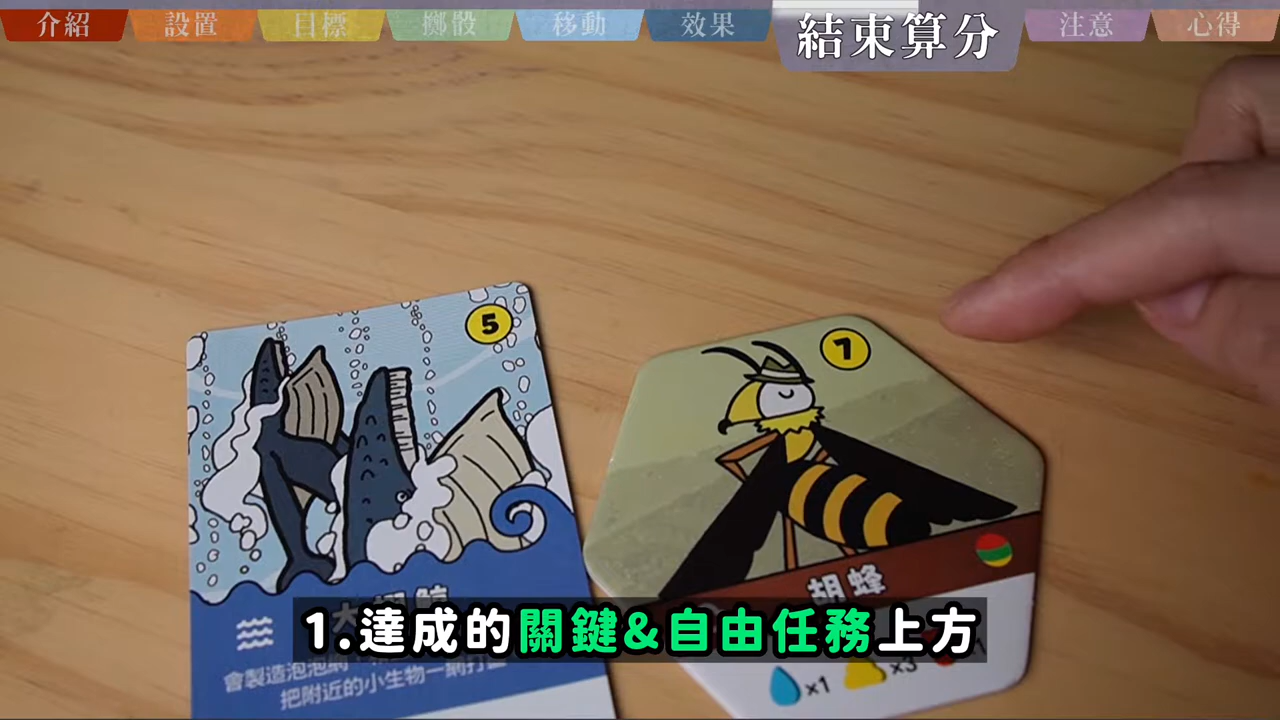 介紹
設置
目標
擲骰
移動
效果
結束算分
注意
心得
5
7
胡蜂
1.達成的關鍵&自由任務上方
會製造泡泡網
把附近的小生物一網打盡
×1
×3